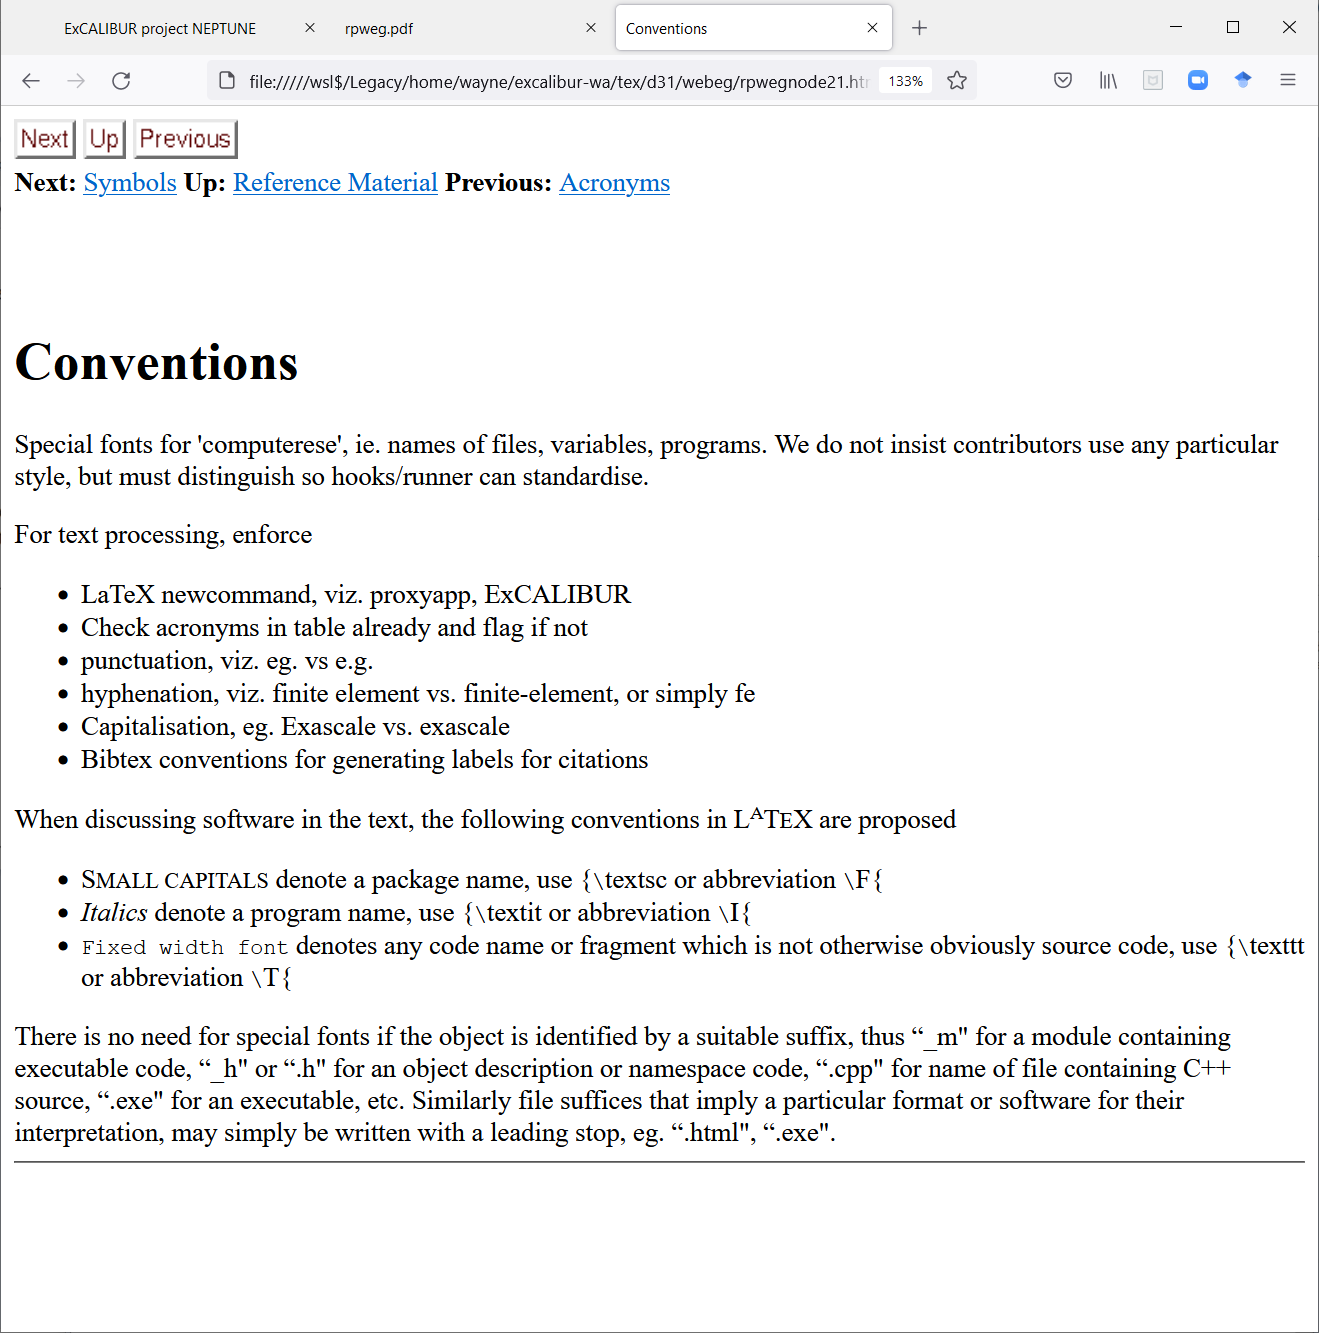 ExCALIBUR project NEPTUNE
rpweg.pdf
Conventions
file://///wsl$/Legacy/home/wayne/excalibur-wa/tex/d31/webeg/rpwegnode21.htm
133%
Next Up Previous
Next: Symbols Up: Reference Material Previous: Acronyms
Conventions
Special fonts for 'computerese', ie. names of files, variables, programs. We do not insist contributors use any particular
style, but must distinguish so hooks/runner can standardise.
For text processing, enforce
• LaTeX newcommand, viz. proxyapp, ExCALIBUR
• Check acronyms in table already and flag if not
• punctuation, viz. eg. vs e.g.
• hyphenation, viz. finite element vs. finite-element, or simply fe
• Capitalisation, eg. Exascale vs. exascale
• Bibtex conventions for generating labels for citations
When discussing software in the text, the following conventions in LATEX are proposed
• SMALL CAPITALS denote a package name, use {\textsc or abbreviation \F{
• Italics denote a program name, use {\textit or abbreviation \I{
• Fixed width font denotes any code name or fragment which is not otherwise obviously source code, use {\texttt
or abbreviation \T{
There is no need for special fonts if the object is identified by a suitable suffix, thus “_m" for a module containing
executable code, “_h" or “.h" for an object description or namespace code, “.cpp" for name of file containing C++
source, “.exe" for an executable, etc. Similarly file suffices that imply a particular format or software for their
interpretation, may simply be written with a leading stop, eg. “.html", “.exe".